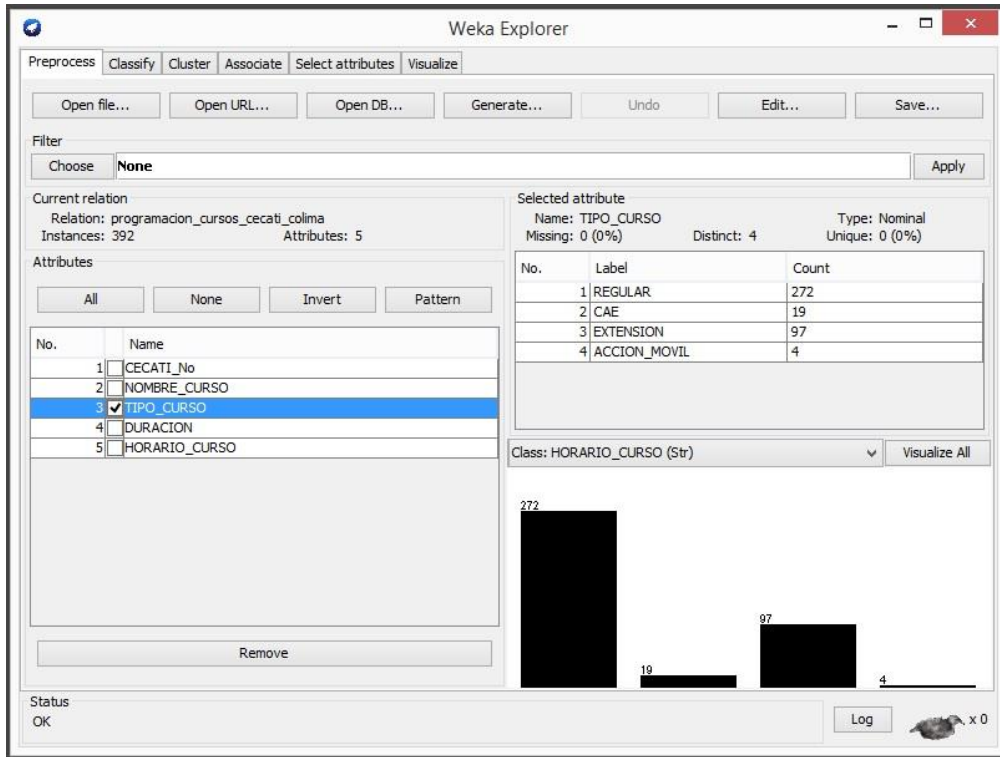 Weka Explorer
Preprocess Classify Cluster Associate Select attributes Visualize
Open file... Open URL... Open DB... Generate... Undo Edit... Save...
Filter
Choose None Apply
Current relation
Relation: programacion_cursos_cecati_colima
Instances: 392 Attributes: 5
Attributes
All None Invert Pattern
No. Name
1 CECATI_No
2 NOMBRE_CURSO
3 TIPO_CURSO
4 DURACION
5 HORARIO_CURSO
Remove
Selected attribute
Name: TIPO_CURSO Type: Nominal
Missing: 0 (0%) Distinct: 4 Unique: 0 (0%)
No. Label Count
1 REGULAR 272
2 CAE 19
3 EXTENSION 97
4 ACCION_MOVIL 4
Class: HORARIO_CURSO (Str) Visualize All
272
19
97
4
Status
OK Log x 0